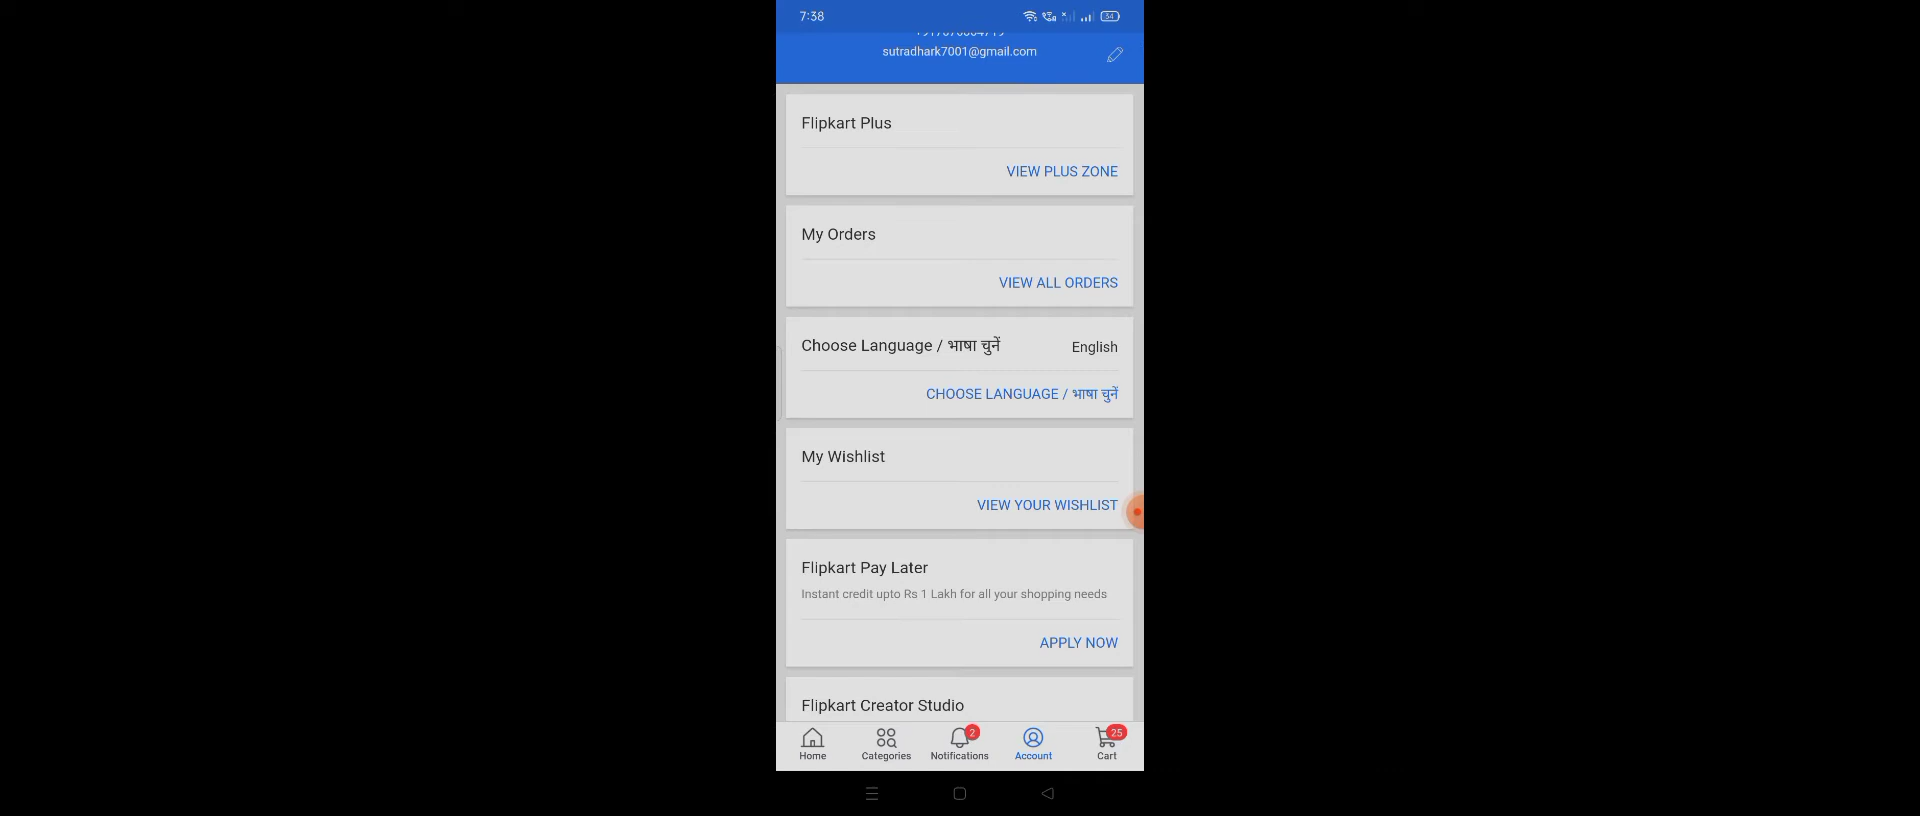 7:38
34
sutradhark7001@gmail.com
Flipkart Plus
VIEW PLUS ZONE
My Orders
VIEW ALL ORDERS
Choose Language / भाषा चुनें English
CHOOSE LANGUAGE / भाषा चुनें
My Wishlist
VIEW YOUR WISHLIST
Flipkart Pay Later
Instant credit upto Rs 1 Lakh for all your shopping needs
APPLY NOW
Flipkart Creator Studio
2 25
Home Categories Notifications Account Cart